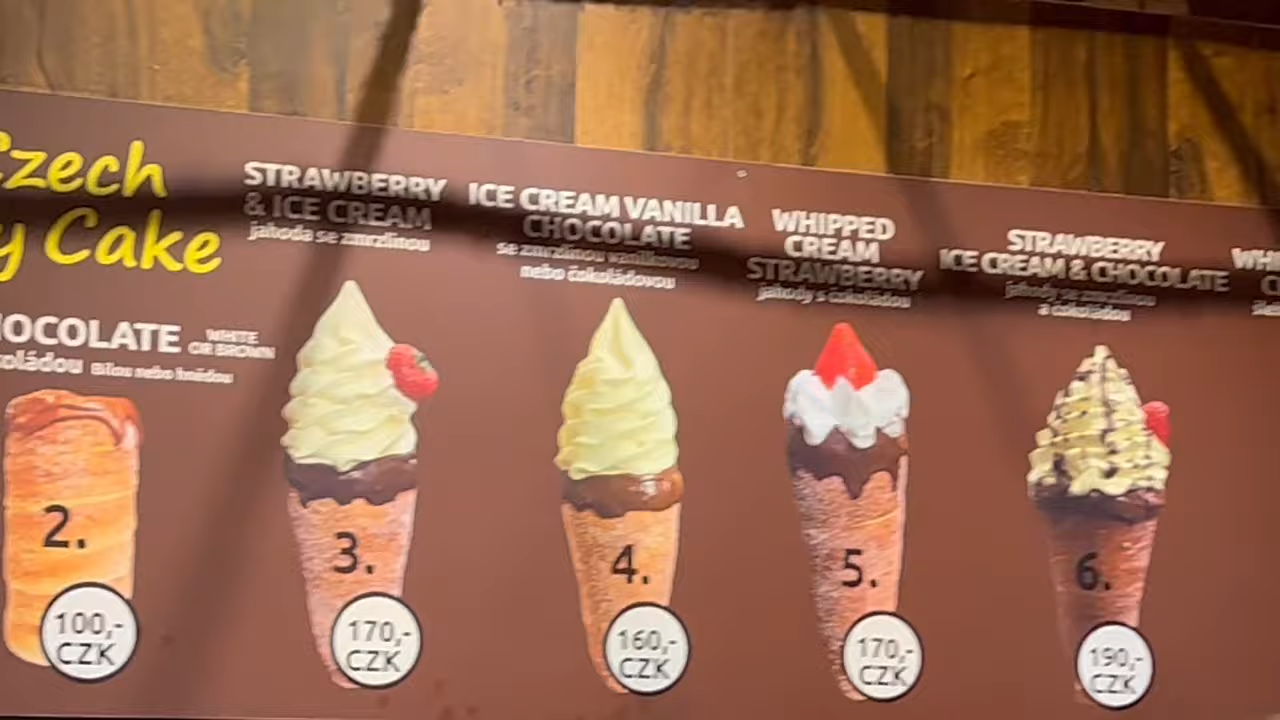 Czech
y Cake
HOCOLATE WHITE
OR BROWN
koládou Bílou nebo hnědou
2.
100,-
CZK
STRAWBERRY
& ICE CREAM
jahoda se zmrzlinou
3.
170,-
CZK
ICE CREAM VANILLA
CHOCOLATE
se zmrzlinou vanilkovou
nebo čokoládovou
4.
160,-
CZK
WHIPPED
CREAM
STRAWBERRY
jahody s čokoládou
5.
170,-
CZK
STRAWBERRY
ICE CREAM & CHOCOLATE
jahody se zmrzlinou
a čokoládou
6.
190,-
CZK
WHI
C